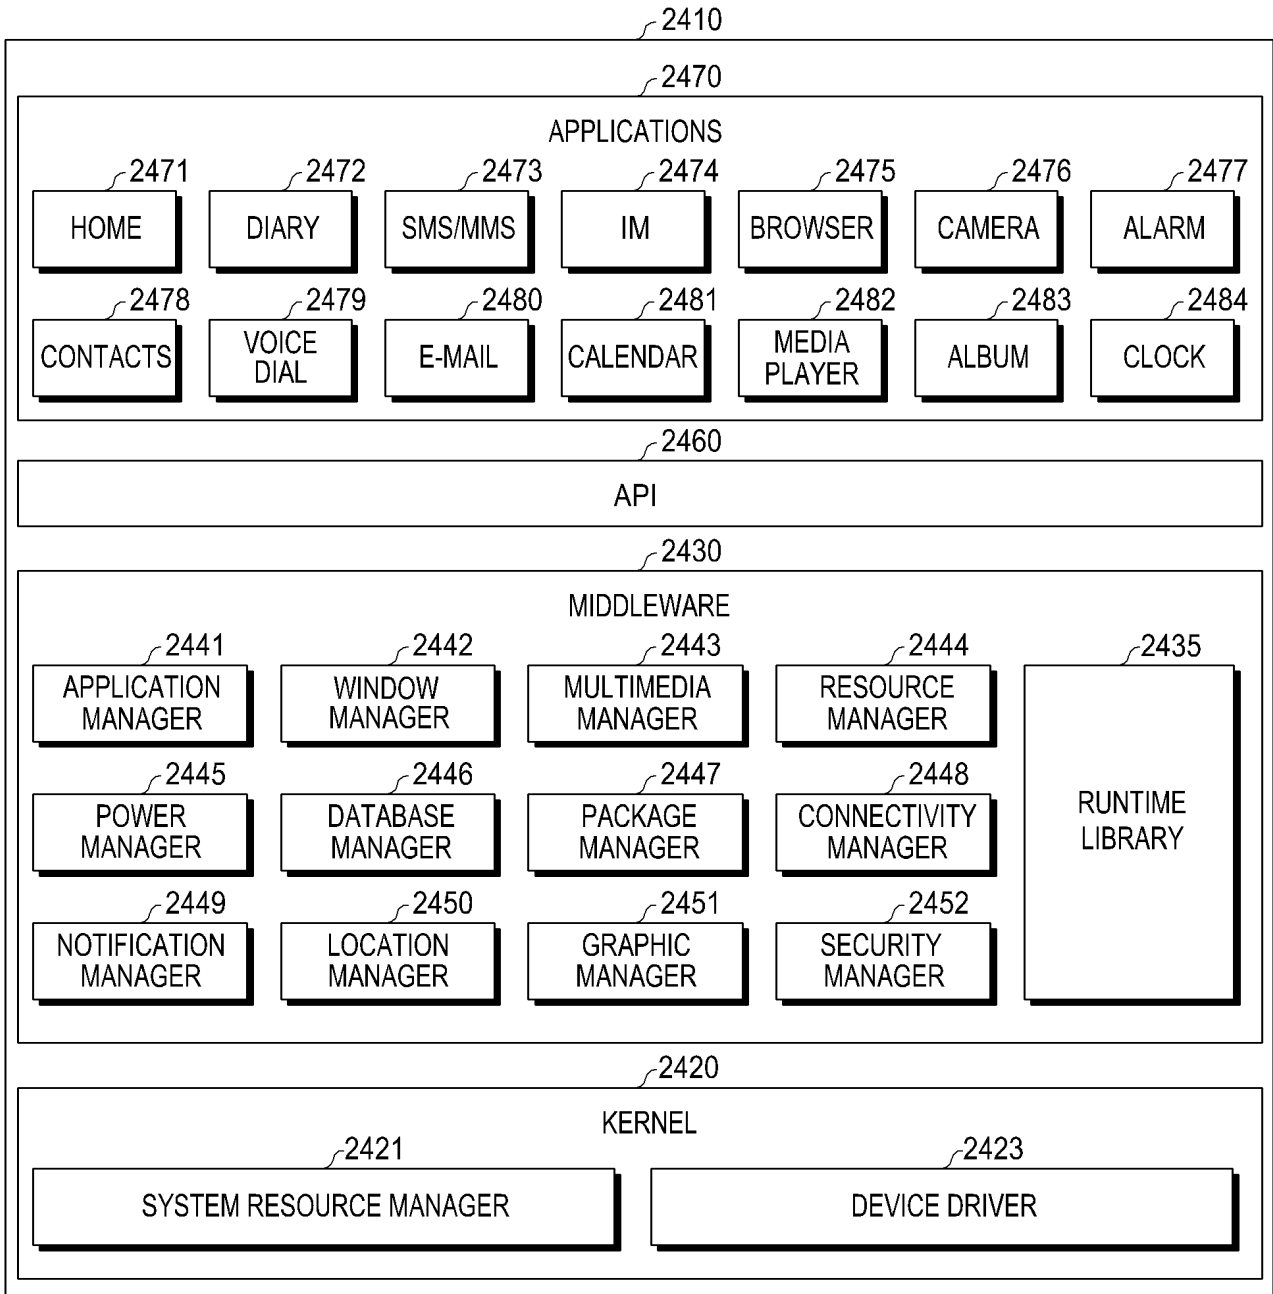 2410
2470
APPLICATIONS
2471 2472 2473 2474 2475 2476 2477
HOME DIARY SMS/MMS IM BROWSER CAMERA ALARM
2478 2479 2480 2481 2482 2483 2484
CONTACTS VOICE DIAL E-MAIL CALENDAR MEDIA PLAYER ALBUM CLOCK
2460
API
2430
MIDDLEWARE
2441 2442 2443 2444 2435
APPLICATION MANAGER WINDOW MANAGER MULTIMEDIA MANAGER RESOURCE MANAGER
2445 2446 2447 2448
POWER MANAGER DATABASE MANAGER PACKAGE MANAGER CONNECTIVITY MANAGER RUNTIME LIBRARY
2449 2450 2451 2452
NOTIFICATION MANAGER LOCATION MANAGER GRAPHIC MANAGER SECURITY MANAGER
2420
KERNEL
2421 2423
SYSTEM RESOURCE MANAGER DEVICE DRIVER